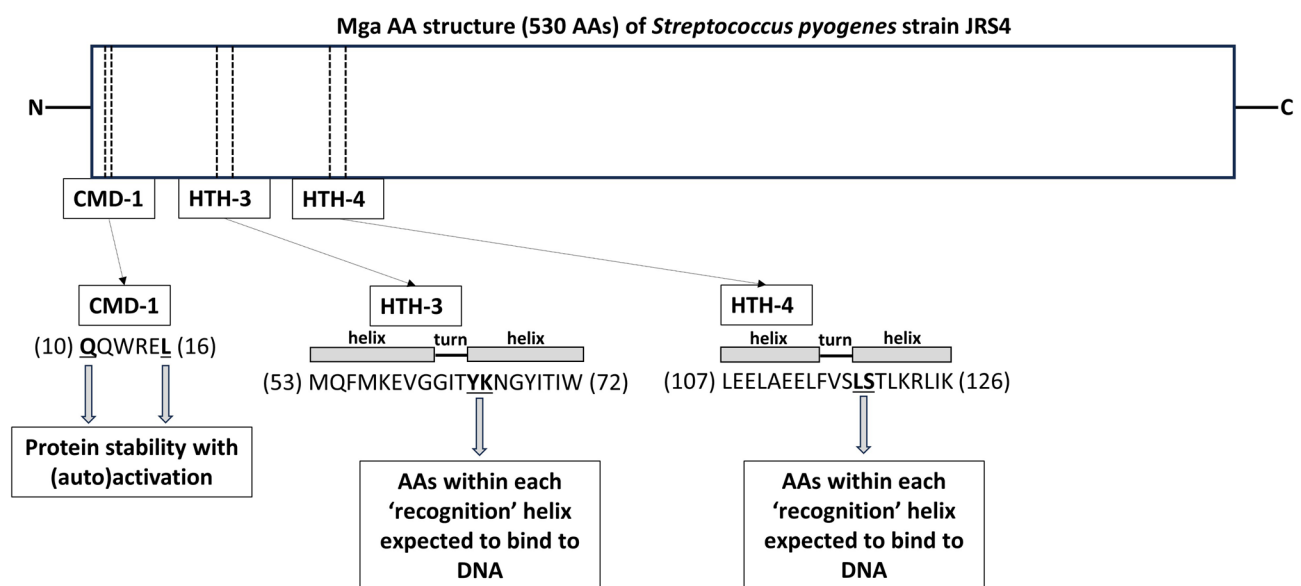 Mga AA structure (530 AAs) of Streptococcus pyogenes strain JRS4
N
C
CMD-1
HTH-3
HTH-4
CMD-1
HTH-3
HTH-4
helix turn helix
helix turn helix
(10) QQWREL (16)
(53) MQFMKEVGGITYKNGYITIW (72)
(107) LEELAEELFVSLSTLKRLIK (126)
Protein stability with
(auto)activation
AAs within each
‘recognition’ helix
expected to bind to
DNA
AAs within each
‘recognition’ helix
expected to bind to
DNA